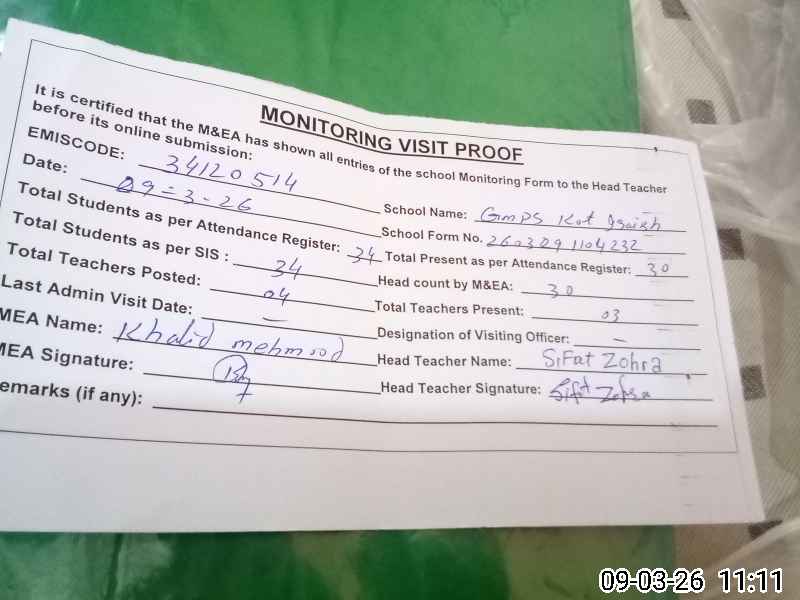 MONITORING VISIT PROOF
It is certified that the M&EA has shown all entries of the school Monitoring Form to the Head Teacher
before its online submission:
EMISCODE: 34120514 School Name: GMPS Kot
Date: 09-3-26 School Form No. 260309 1104232
Total Students as per Attendance Register: 34 Total Present as per Attendance Register: 30
Total Students as per SIS : 34 Head count by M&EA: 30
Total Teachers Posted: 04 Total Teachers Present: 03
Last Admin Visit Date: – Designation of Visiting Officer: –
MEA Name: Khalid mehmood Head Teacher Name: SiFat Zohra
MEA Signature: Head Teacher Signature: Sifat Zohra
emarks (if any):
09-03-26 11:11